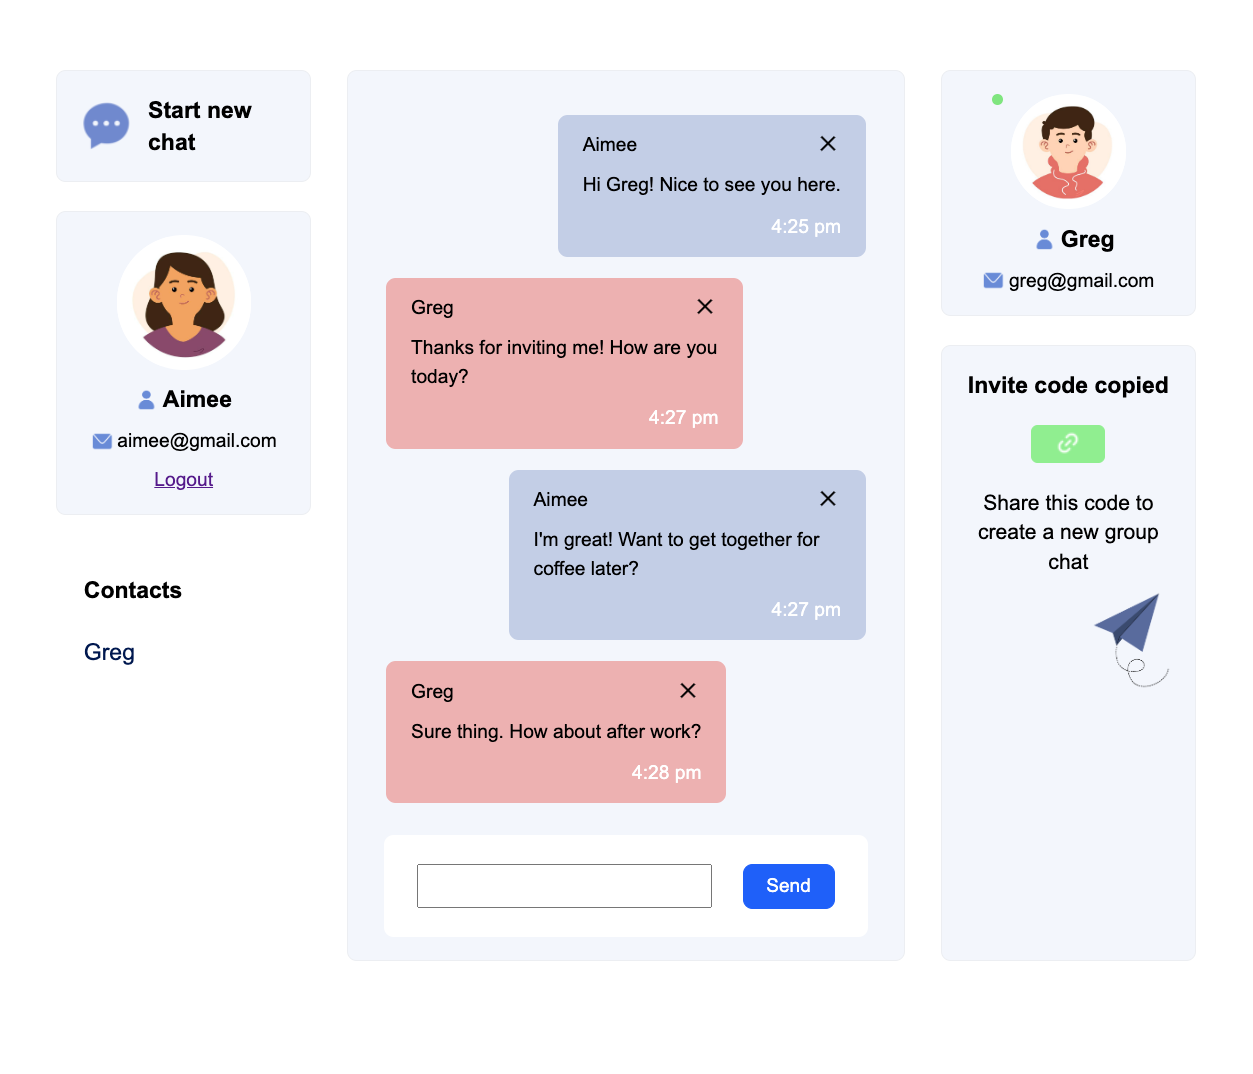 Start new
chat
Aimee
aimee@gmail.com
Logout
Contacts
Greg
Aimee
Hi Greg! Nice to see you here.
4:25 pm
Greg
Thanks for inviting me! How are you
today?
4:27 pm
Aimee
I'm great! Want to get together for
coffee later?
4:27 pm
Greg
Sure thing. How about after work?
4:28 pm
Send
Greg
greg@gmail.com
Invite code copied
Share this code to
create a new group
chat